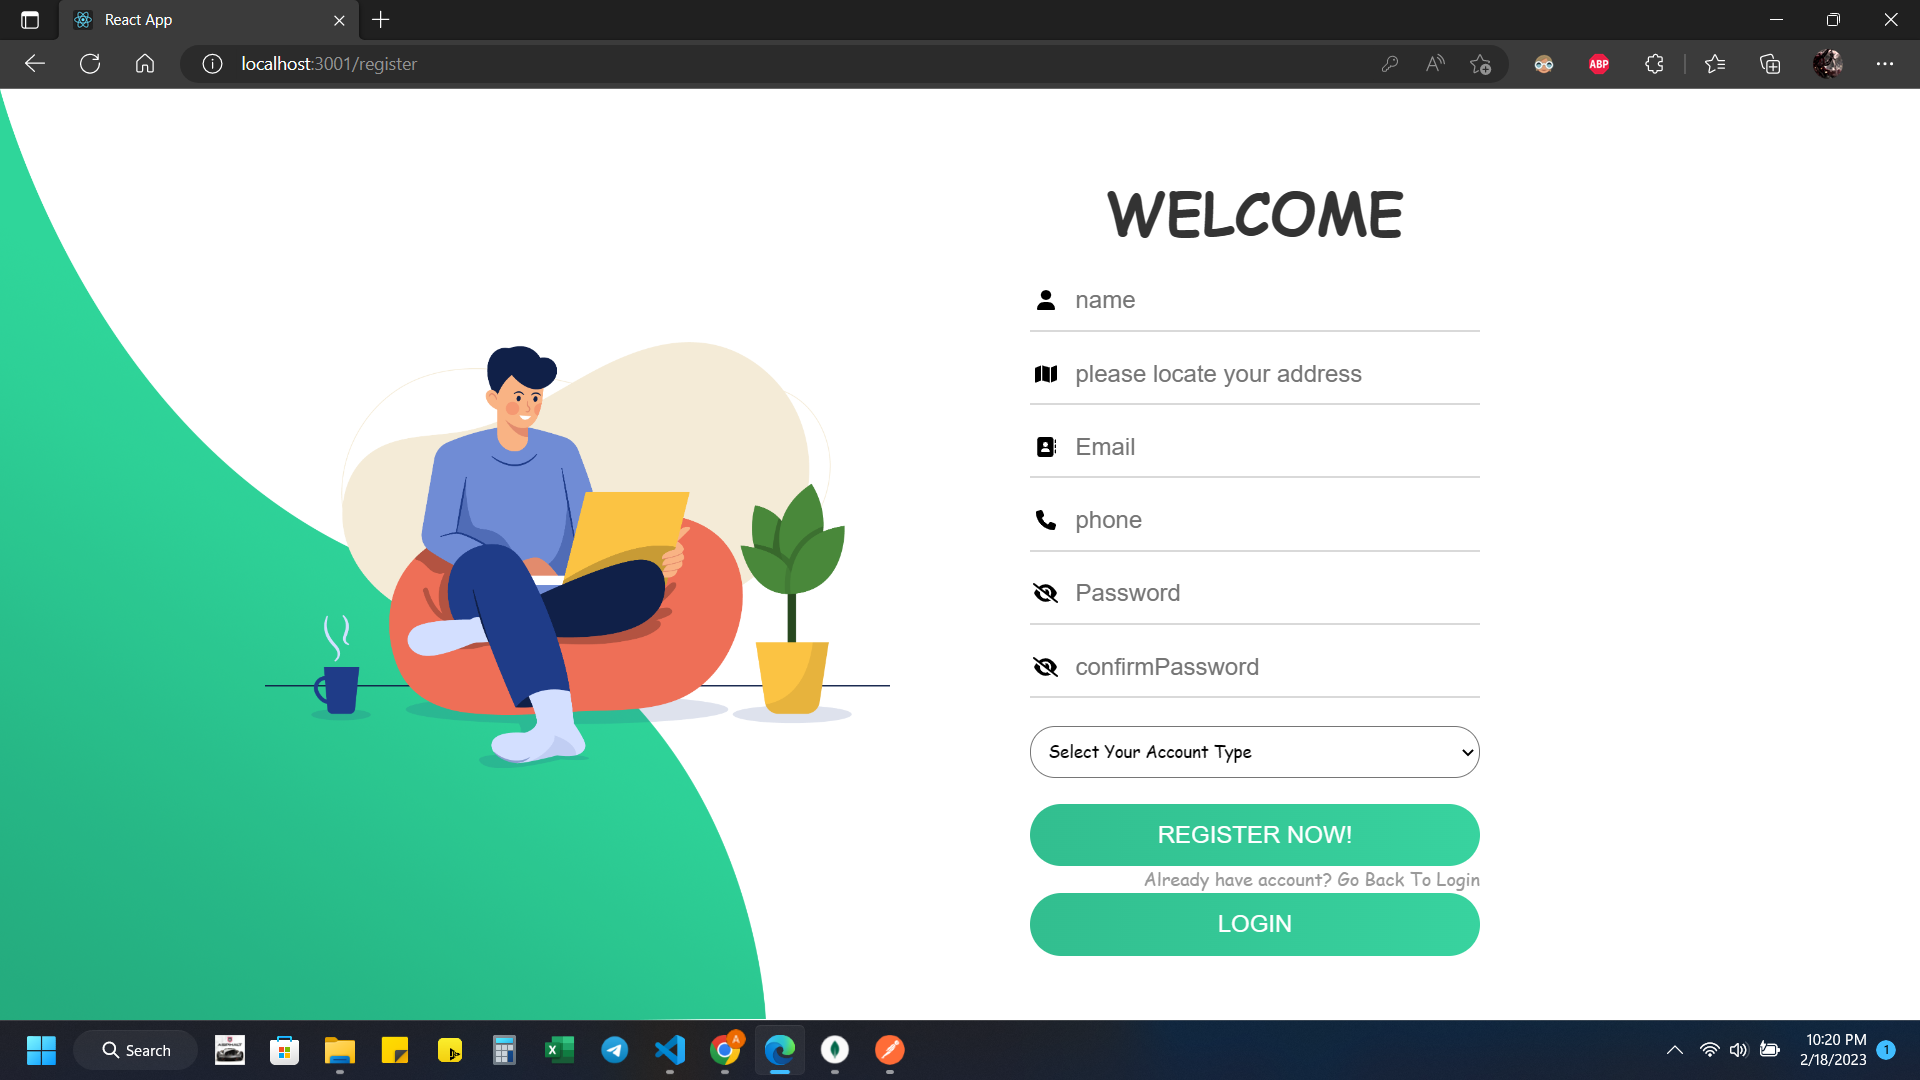 React App
localhost:3001/register
ABP
WELCOME
name
please locate your address
Email
phone
Password
confirmPassword
Select Your Account Type
REGISTER NOW!
Already have account? Go Back To Login
LOGIN
Search
A
10:20 PM
2/18/2023
1